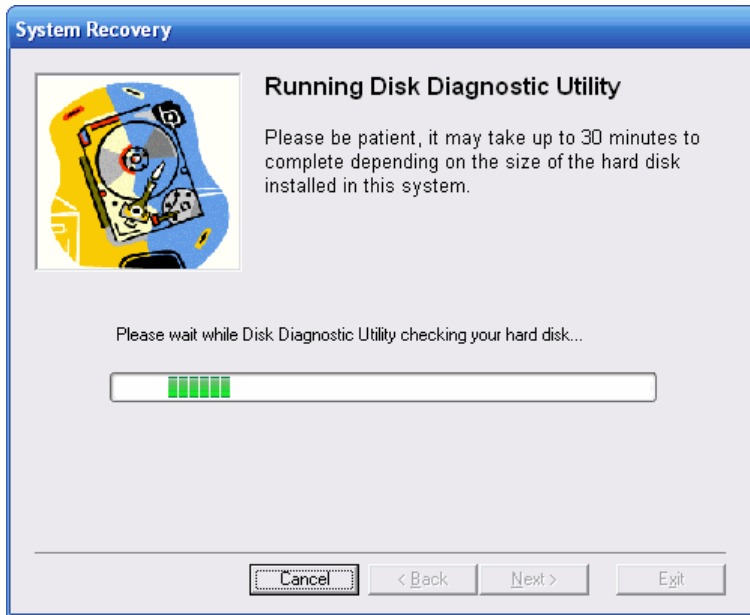 System Recovery
Running Disk Diagnostic Utility
Please be patient, it may take up to 30 minutes to
complete depending on the size of the hard disk
installed in this system.
Please wait while Disk Diagnostic Utility checking your hard disk...
Cancel
< Back
Next >
Exit